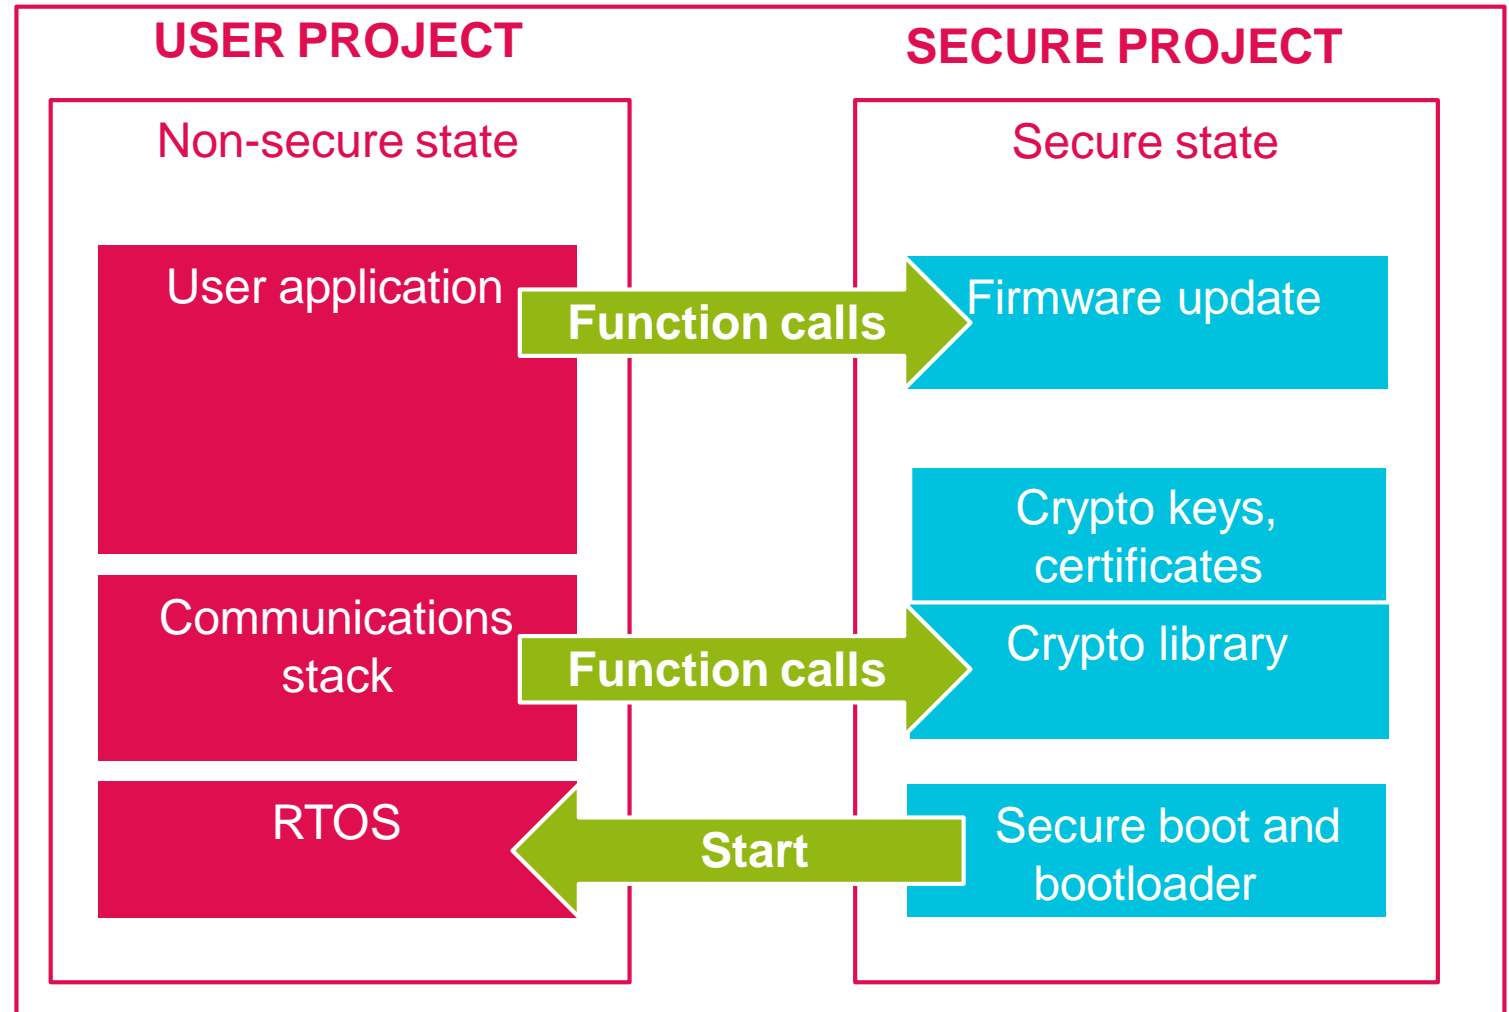 USER PROJECT
SECURE PROJECT
Non-secure state
Secure state
User application
Function calls
Firmware update
Crypto keys,
certificates
Communications
stack
Function calls
Crypto library
RTOS
Start
Secure boot and
bootloader